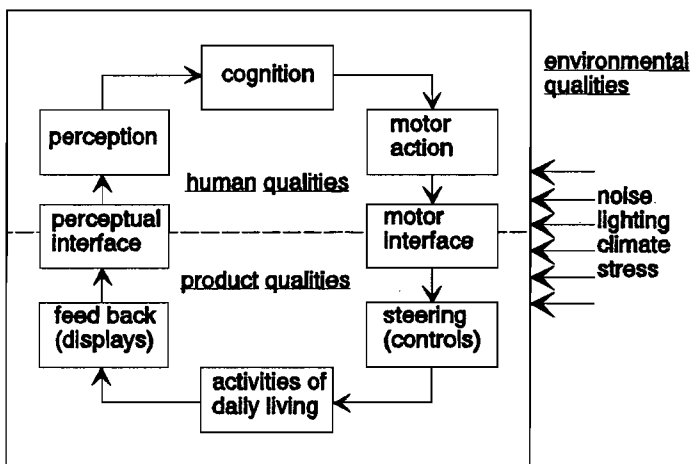 cognition
environmental
qualities
perception
motor
action
human qualities
noise
lighting
climate
stress
perceptual
interface
motor
interface
product qualities
feed back
(displays)
steering
(controls)
activities of
daily living